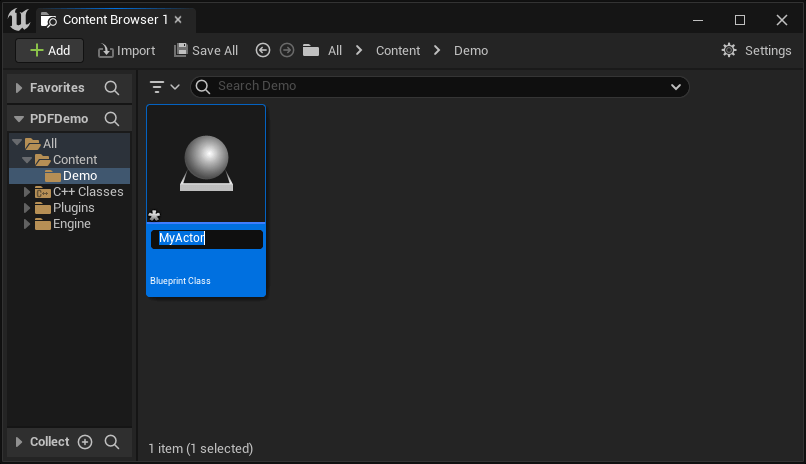 Content Browser 1
Add Import Save All All Content Demo Settings
Favorites
Search Demo
PDFDemo
All
Content
Demo
C++ Classes
Plugins
Engine
MyActor
Blueprint Class
Collect
1 item (1 selected)